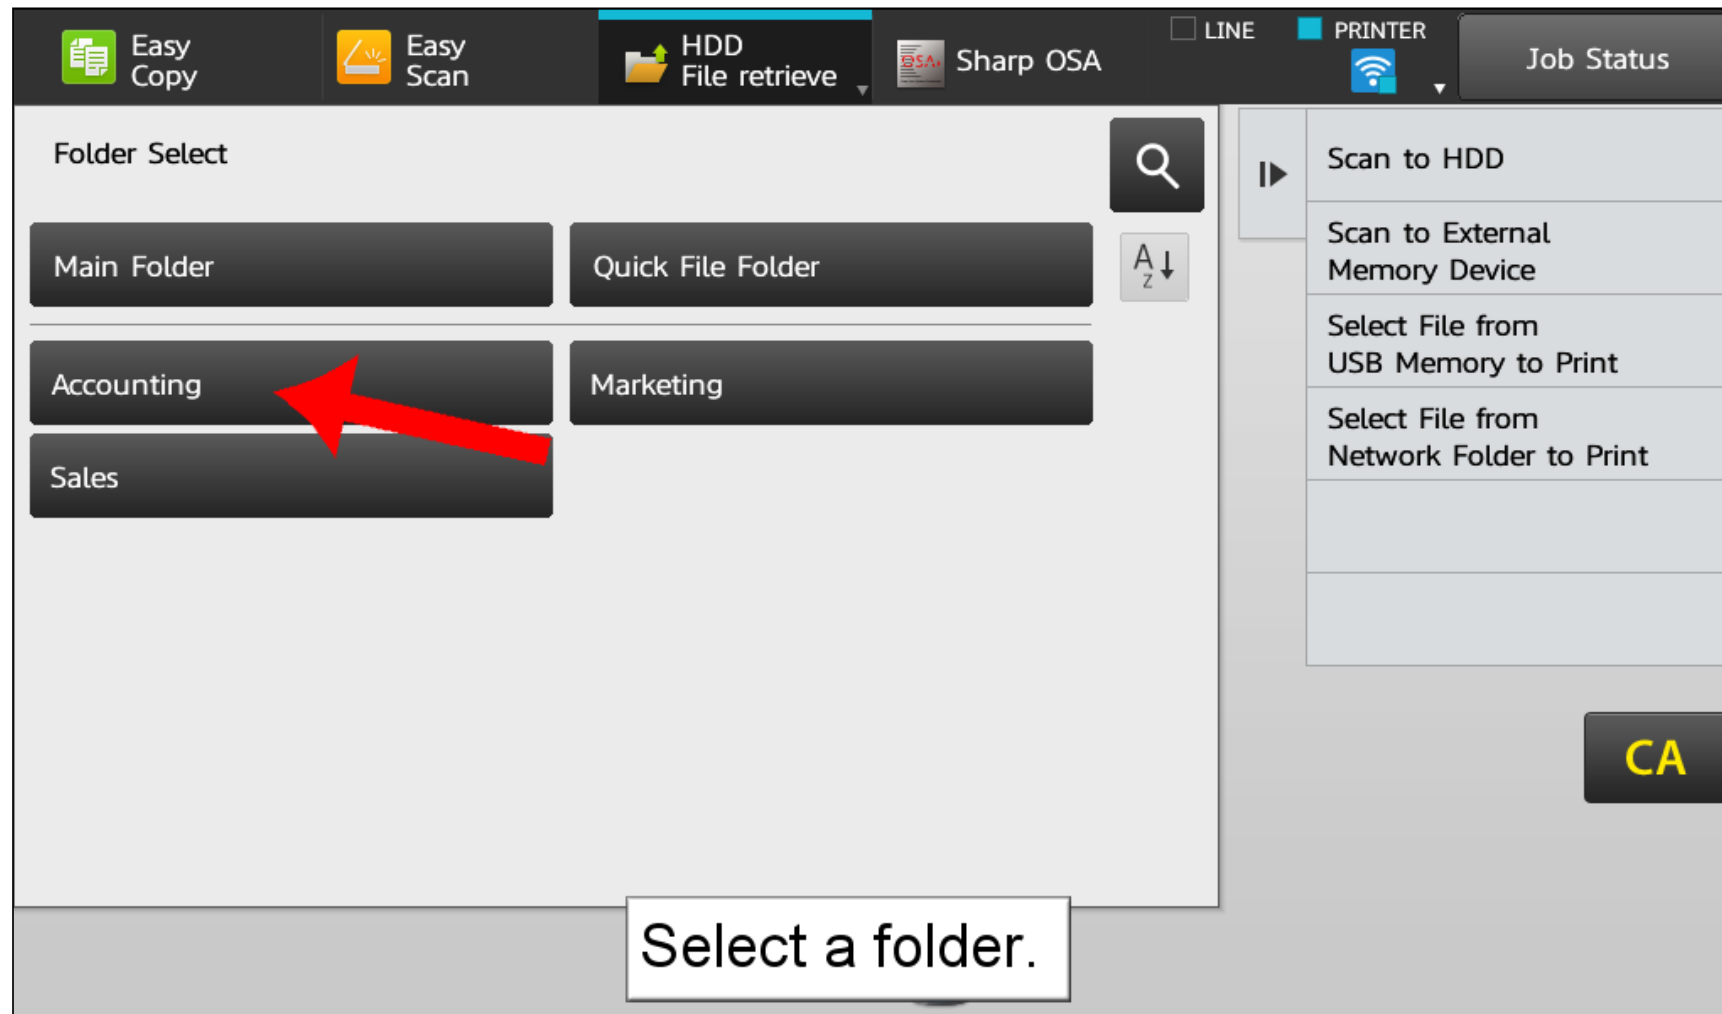 Easy
Copy
Easy
Scan
HDD
File retrieve
OSA
Sharp OSA
LINE
PRINTER
Job Status
Folder Select
Main Folder
Quick File Folder
A
Z
Accounting
Marketing
Sales
Scan to HDD
Scan to External
Memory Device
Select File from
USB Memory to Print
Select File from
Network Folder to Print
CA
Select a folder.